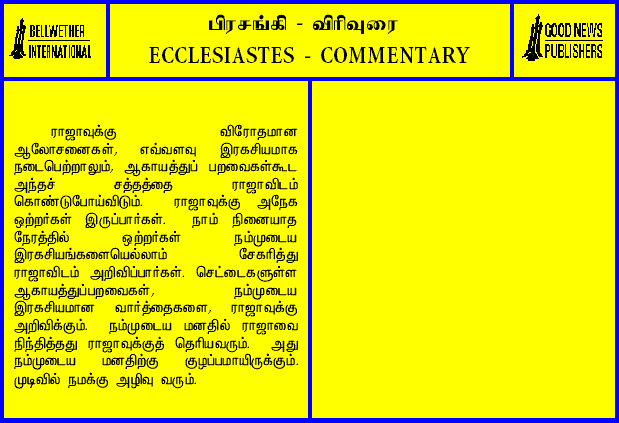 BELLWETHER
INTERNATIONAL
பிரசங்கி - விரிவுரை
ECCLESIASTES - COMMENTARY
GOOD NEWS
PUBLISHERS
ராஜாவுக்கு விரோதமான
ஆலோசனைகள், எவ்வளவு இரகசியமாக
நடைபெற்றாலும், ஆகாயத்துப் பறவைகள்கூட
அந்தச் சத்தத்தை ராஜாவிடம்
கொண்டுபோய்விடும். ராஜாவுக்கு அநேக
ஒற்றர்கள் இருப்பார்கள். நாம் நினையாத
நேரத்தில் ஒற்றர்கள் நம்முடைய
இரகசியங்களையெல்லாம் சேகரித்து
ராஜாவிடம் அறிவிப்பார்கள். செட்டைகளுள்ள
ஆகாயத்துப்பறவைகள், நம்முடைய
இரகசியமான வார்த்தைகளை, ராஜாவுக்கு
அறிவிக்கும். நம்முடைய மனதில் ராஜாவை
நிந்தித்தது ராஜாவுக்குத் தெரியவரும். அது
நம்முடைய மனதிற்கு குழப்பமாயிருக்கும்.
முடிவில் நமக்கு அழிவு வரும்.